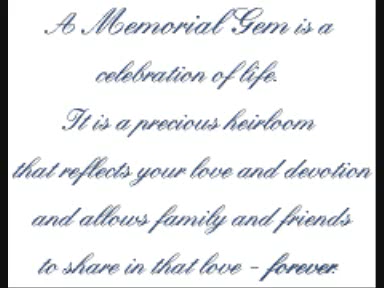 A Memorial Gem is a
celebration of life.
It is a precious heirloom
that reflects your love and devotion
and allows family and friends
to share in that love - forever.